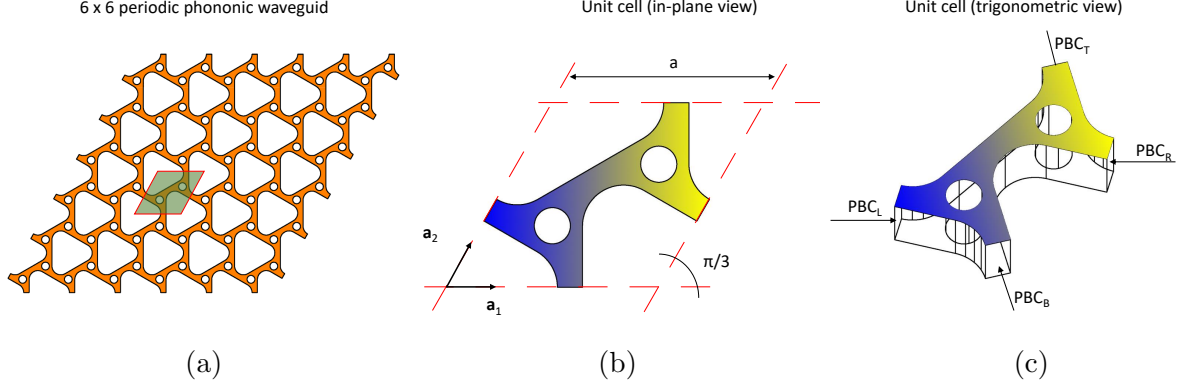 6 x 6 periodic phononic waveguid
Unit cell (in-plane view)
Unit cell (trigonometric view)
a
a2
a1
π/3
PBCT
PBCR
PBCL
PBCB
(a)
(b)
(c)